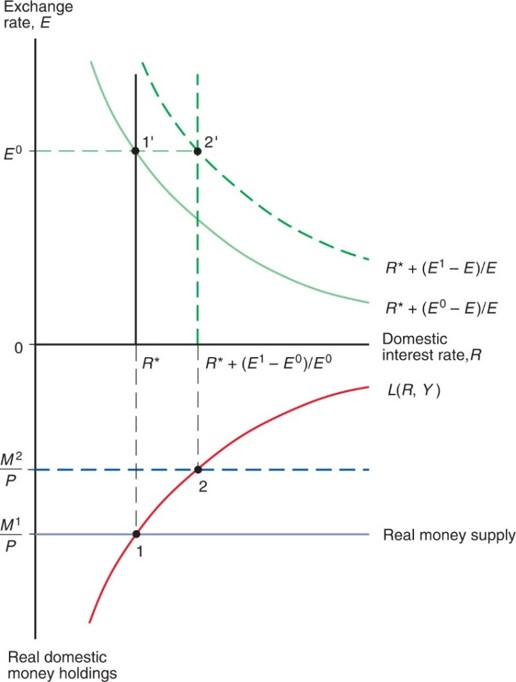 Exchange
rate, E
E⁰
1'
2'
R* + (E¹ – E)/E
R* + (E⁰ – E)/E
0
R*
R* + (E¹ – E⁰)/E⁰
Domestic
interest rate, R
L(R, Y)
M²
P
2
M¹
P
1
Real money supply
Real domestic
money holdings